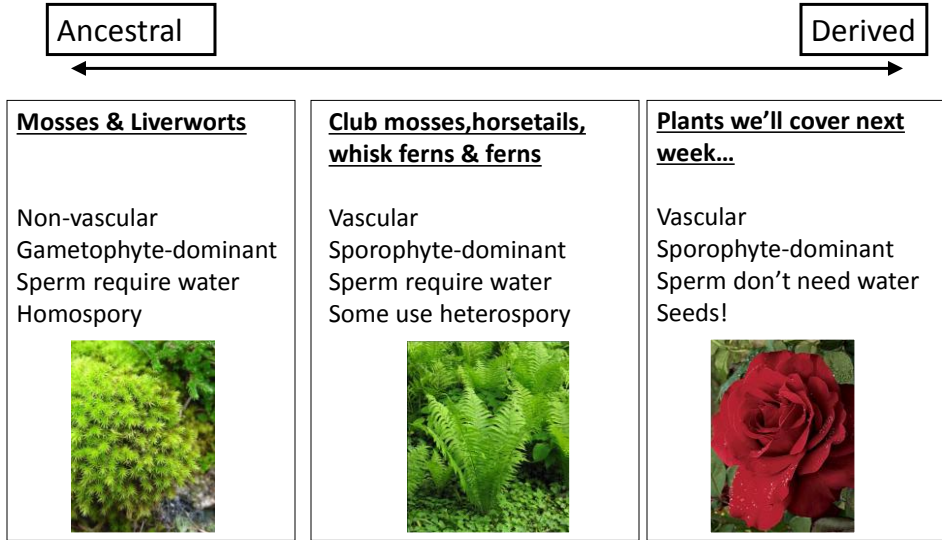 Ancestral
Derived
Mosses & Liverworts
Non-vascular
Gametophyte-dominant
Sperm require water
Homospory
Club mosses,horsetails,
whisk ferns & ferns
Vascular
Sporophyte-dominant
Sperm require water
Some use heterospory
Plants we’ll cover next
week…
Vascular
Sporophyte-dominant
Sperm don’t need water
Seeds!